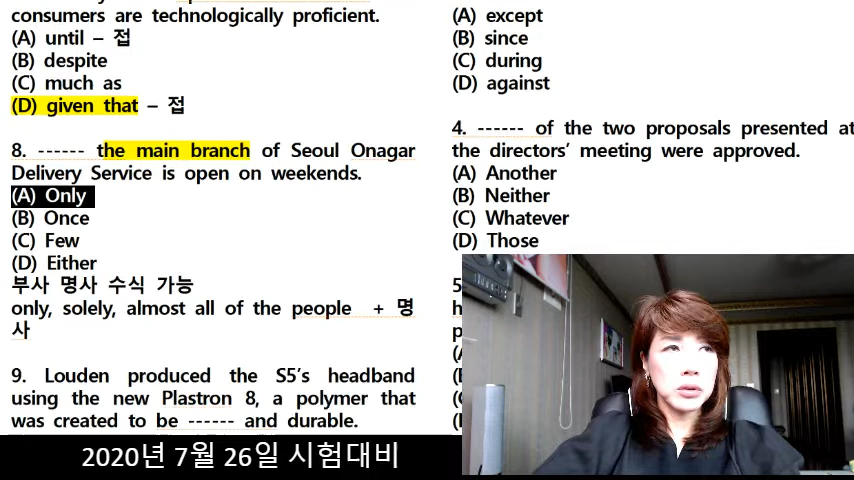 consumers are technologically proficient.
(A) until – 접
(B) despite
(C) much as
(D) given that – 접
8. ------ the main branch of Seoul Onagar
Delivery Service is open on weekends.
(A) Only
(B) Once
(C) Few
(D) Either
부사 명사 수식 가능
only, solely, almost all of the people + 명
사
9. Louden produced the S5’s headband
using the new Plastron 8, a polymer that
was created to be ------ and durable.
(A) except
(B) since
(C) during
(D) against
4. ------ of the two proposals presented at
the directors’ meeting were approved.
(A) Another
(B) Neither
(C) Whatever
(D) Those
2020년 7월 26일 시험대비